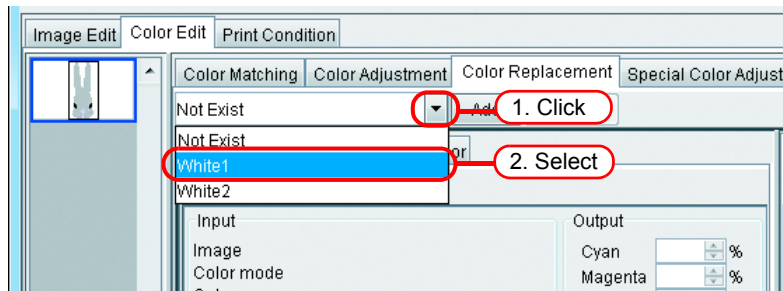 Image Edit Color Edit Print Condition
Color Matching Color Adjustment Color Replacement Special Color Adjust
Not Exist 1. Click
Not Exist
White1 2. Select
White2
Input Output
Image Cyan %
Color mode Magenta %